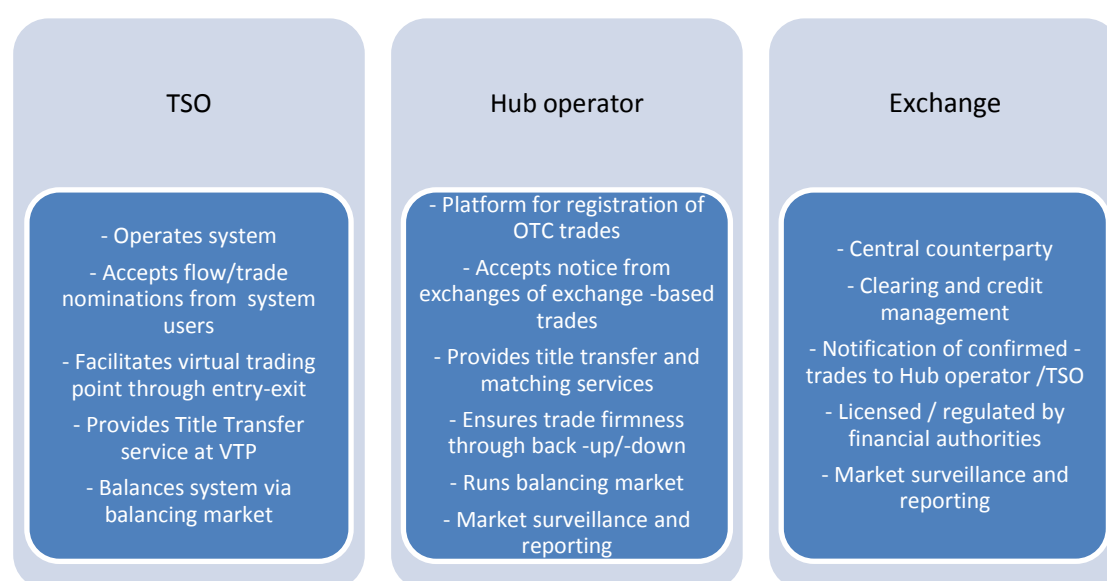 TSO
- Operates system
- Accepts flow/trade
nominations from system
users
- Facilitates virtual trading
point through entry-exit
- Provides Title Transfer
service at VTP
- Balances system via
balancing market
Hub operator
- Platform for registration of
OTC trades
- Accepts notice from
exchanges of exchange -based
trades
- Provides title transfer and
matching services
- Ensures trade firmness
through back -up/-down
- Runs balancing market
- Market surveillance and
reporting
Exchange
- Central counterparty
- Clearing and credit
management
- Notification of confirmed -
trades to Hub operator /TSO
- Licensed / regulated by
financial authorities
- Market surveillance and
reporting